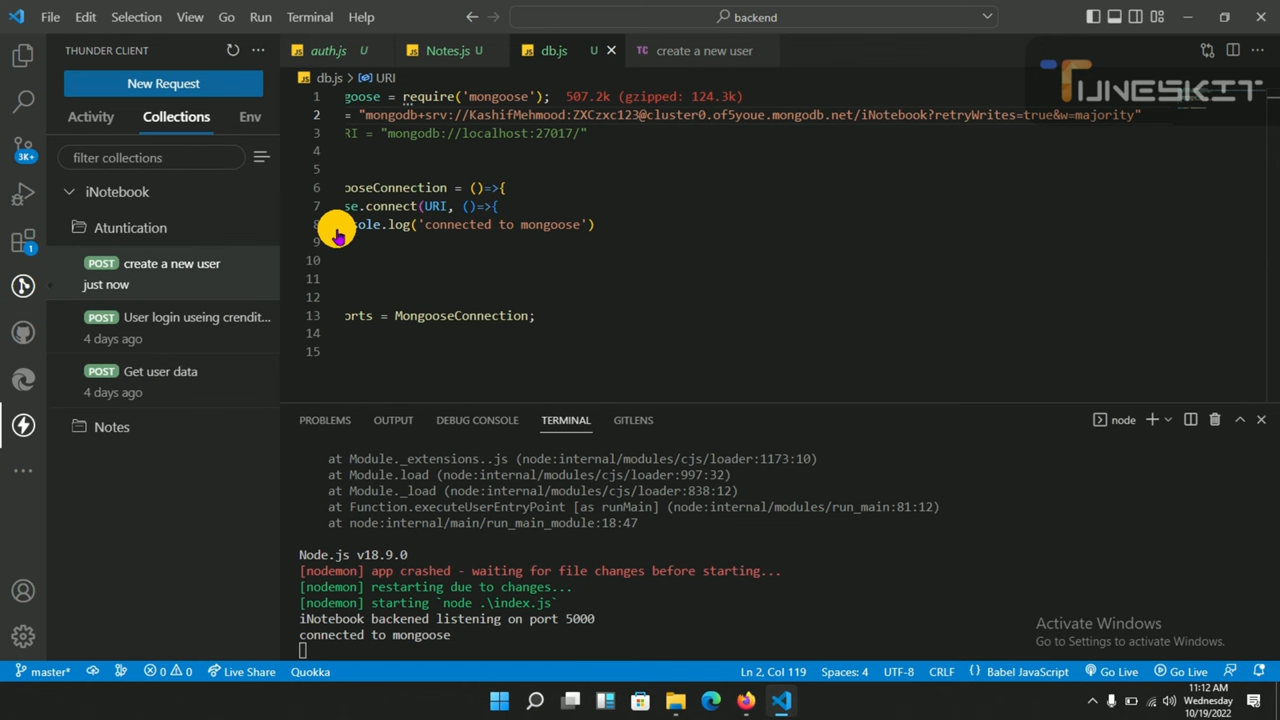 File Edit Selection View Go Run Terminal Help
backend
THUNDER CLIENT
New Request
Activity Collections Env
filter collections
iNotebook
Atuntication
POST create a new user
just now
POST User login useing crendit...
4 days ago
POST Get user data
4 days ago
Notes
3K+
1
auth.js U Notes.js U db.js U create a new user
TUNESKIT
db.js > URI
1 goose = require('mongoose'); 507.2k (gzipped: 124.3k)
2 = "mongodb+srv://KashifMehmood:ZXCzxc123@cluster0.of5youe.mongodb.net/iNotebook?retryWrites=true&w=majority"
3 RI = "mongodb://localhost:27017/"
4
5
6 ooseConnection = ()=>{
7 se.connect(URI, ()=>{
8 sole.log('connected to mongoose')
9
10
11
12
13 orts = MongooseConnection;
14
15
PROBLEMS OUTPUT DEBUG CONSOLE TERMINAL GITLENS
node
at Module._extensions..js (node:internal/modules/cjs/loader:1173:10)
at Module.load (node:internal/modules/cjs/loader:997:32)
at Module._load (node:internal/modules/cjs/loader:838:12)
at Function.executeUserEntryPoint [as runMain] (node:internal/modules/run_main:81:12)
at node:internal/main/run_main_module:18:47
Node.js v18.9.0
[nodemon] app crashed - waiting for file changes before starting...
[nodemon] restarting due to changes...
[nodemon] starting `node .\index.js`
iNotebook backened listening on port 5000
connected to mongoose
Activate Windows
Go to Settings to activate Windows.
master* 0 0 Live Share Quokka Ln 2, Col 119 Spaces: 4 UTF-8 CRLF Babel JavaScript Go Live Go Live
11:12 AM
Wednesday
10/19/2022